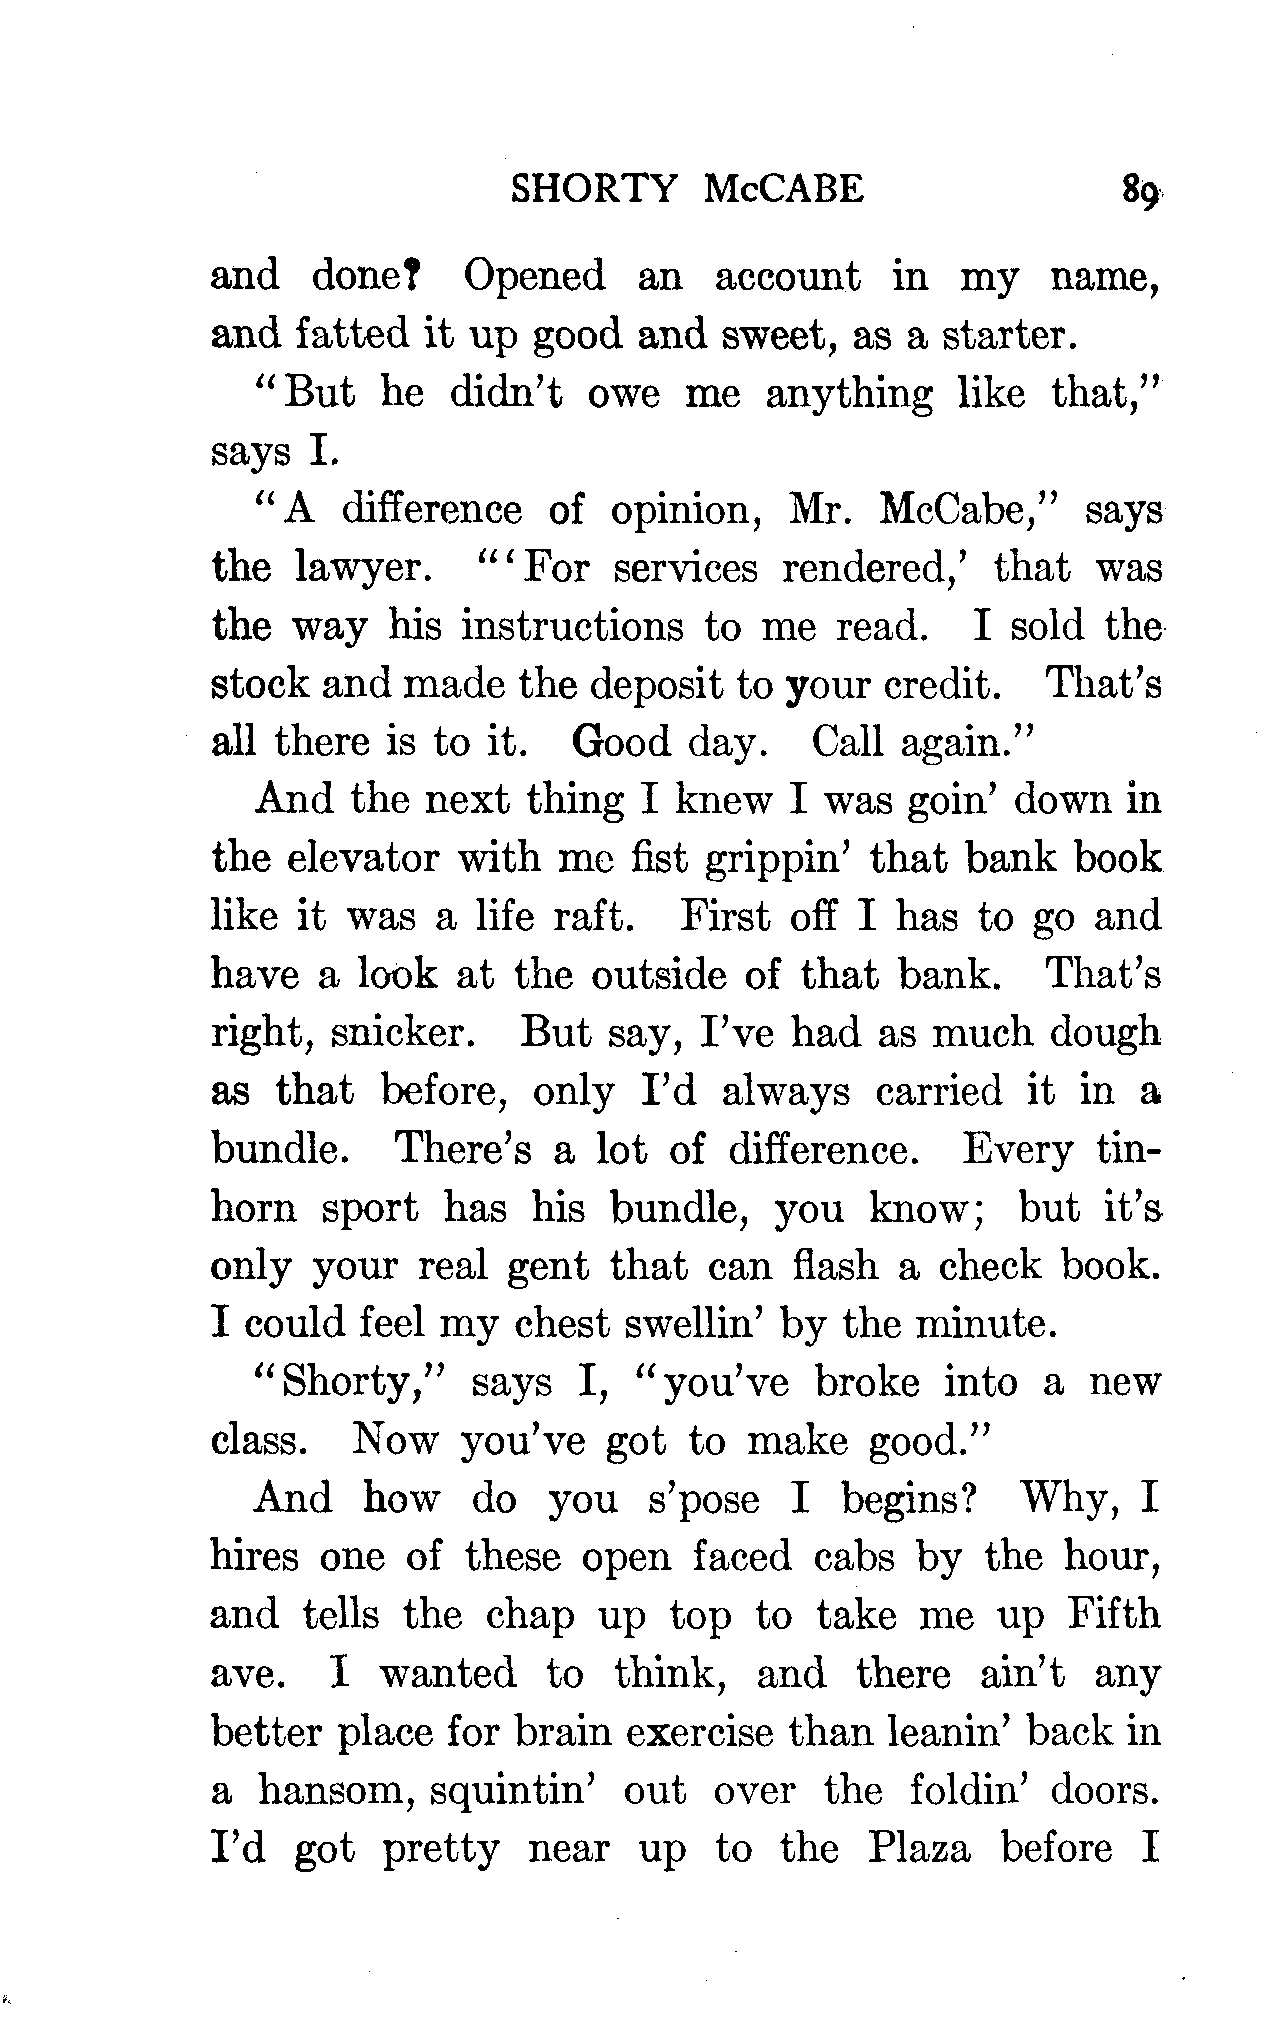 SHORTY McCABE 89
and done? Opened an account in my name,
and fatted it up good and sweet, as a starter.
"But he didn't owe me anything like that,"
says I.
"A difference of opinion, Mr. McCabe," says
the lawyer. "'For services rendered,' that was
the way his instructions to me read. I sold the
stock and made the deposit to your credit. That's
all there is to it. Good day. Call again."
And the next thing I knew I was goin' down in
the elevator with me fist grippin' that bank book
like it was a life raft. First off I has to go and
have a look at the outside of that bank. That's
right, snicker. But say, I've had as much dough
as that before, only I'd always carried it in a
bundle. There's a lot of difference. Every tin-
horn sport has his bundle, you know; but it's
only your real gent that can flash a check book.
I could feel my chest swellin' by the minute.
"Shorty," says I, "you've broke into a new
class. Now you've got to make good."
And how do you s'pose I begins? Why, I
hires one of these open faced cabs by the hour,
and tells the chap up top to take me up Fifth
ave. I wanted to think, and there ain't any
better place for brain exercise than leanin' back in
a hansom, squintin' out over the foldin' doors.
I'd got pretty near up to the Plaza before I